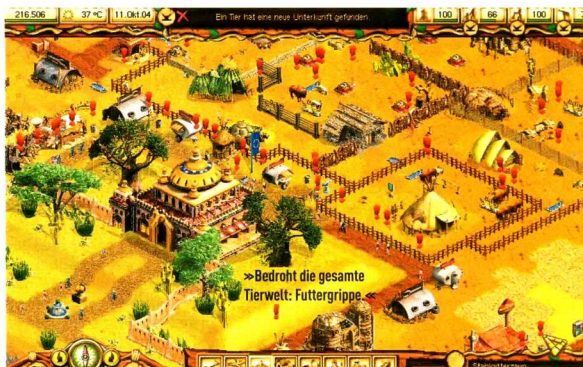 216.506
37 °C
11.Okt.04
Ein Tier hat eine neue Unterkunft gefunden
100
66
100
»Bedroht die gesamte
Tierwelt: Futtergrippe.«